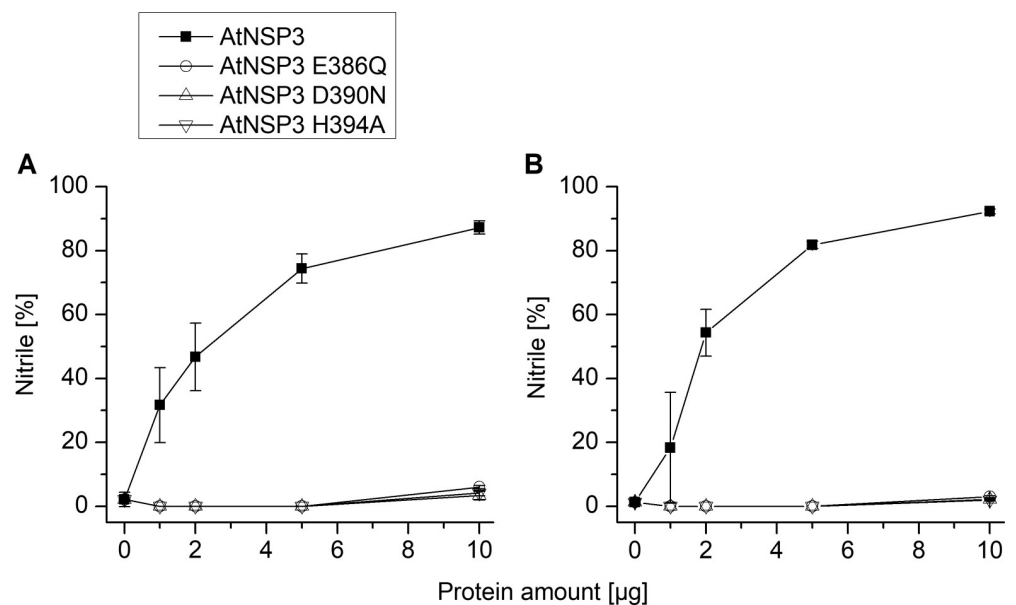 AtNSP3
AtNSP3 E386Q
AtNSP3 D390N
AtNSP3 H394A
A
100
80
60
40
20
0
Nitrile [%]
0 2 4 6 8 10
B
100
80
60
40
20
0
Nitrile [%]
0 2 4 6 8 10
Protein amount [µg]